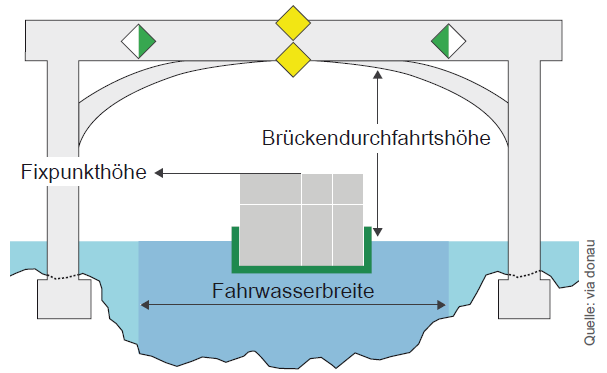 Brückendurchfahrtshöhe
Fixpunkthöhe
Fahrwasserbreite
Quelle: via donau